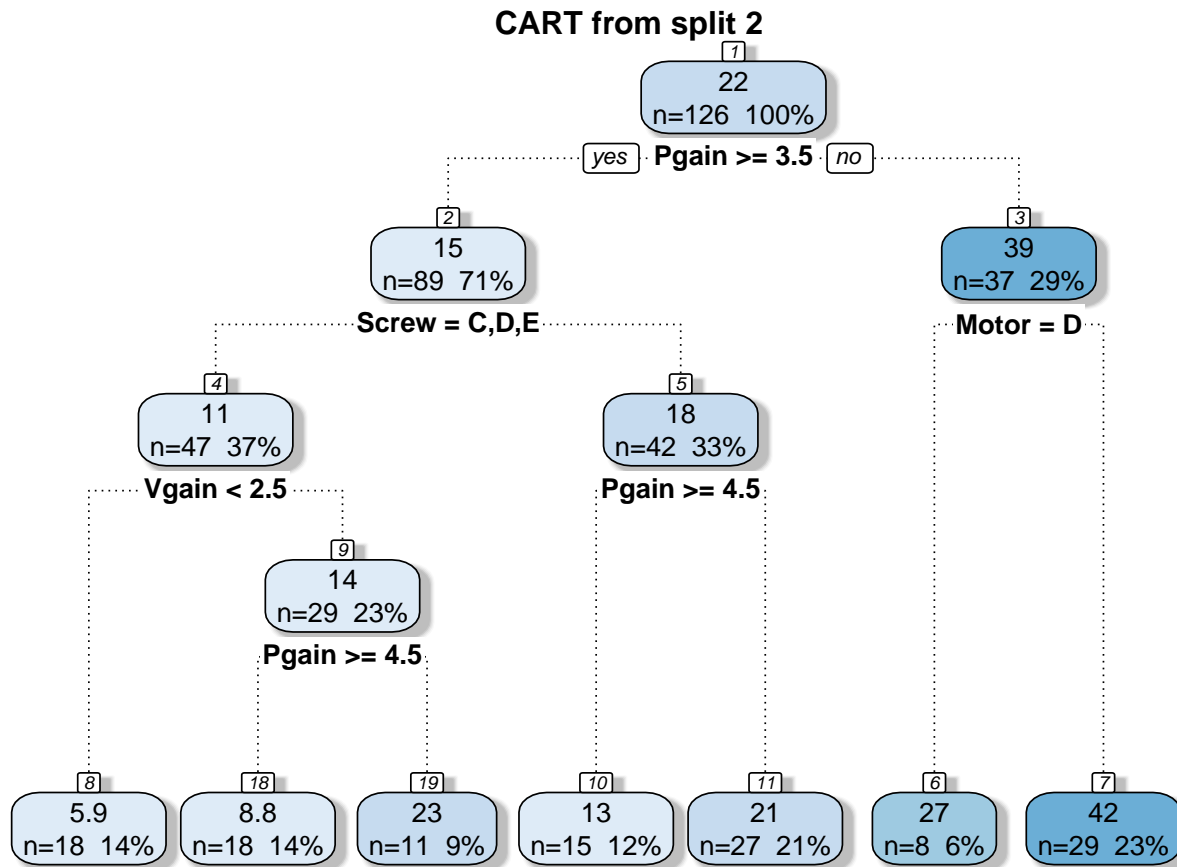 CART from split 2
1
22
n=126 100%
yes Pgain >= 3.5 no
2
15
n=89 71%
3
39
n=37 29%
Screw = C,D,E
Motor = D
4
11
n=47 37%
5
18
n=42 33%
Vgain < 2.5
Pgain >= 4.5
9
14
n=29 23%
Pgain >= 4.5
8
5.9
n=18 14%
18
8.8
n=18 14%
19
23
n=11 9%
10
13
n=15 12%
11
21
n=27 21%
6
27
n=8 6%
7
42
n=29 23%